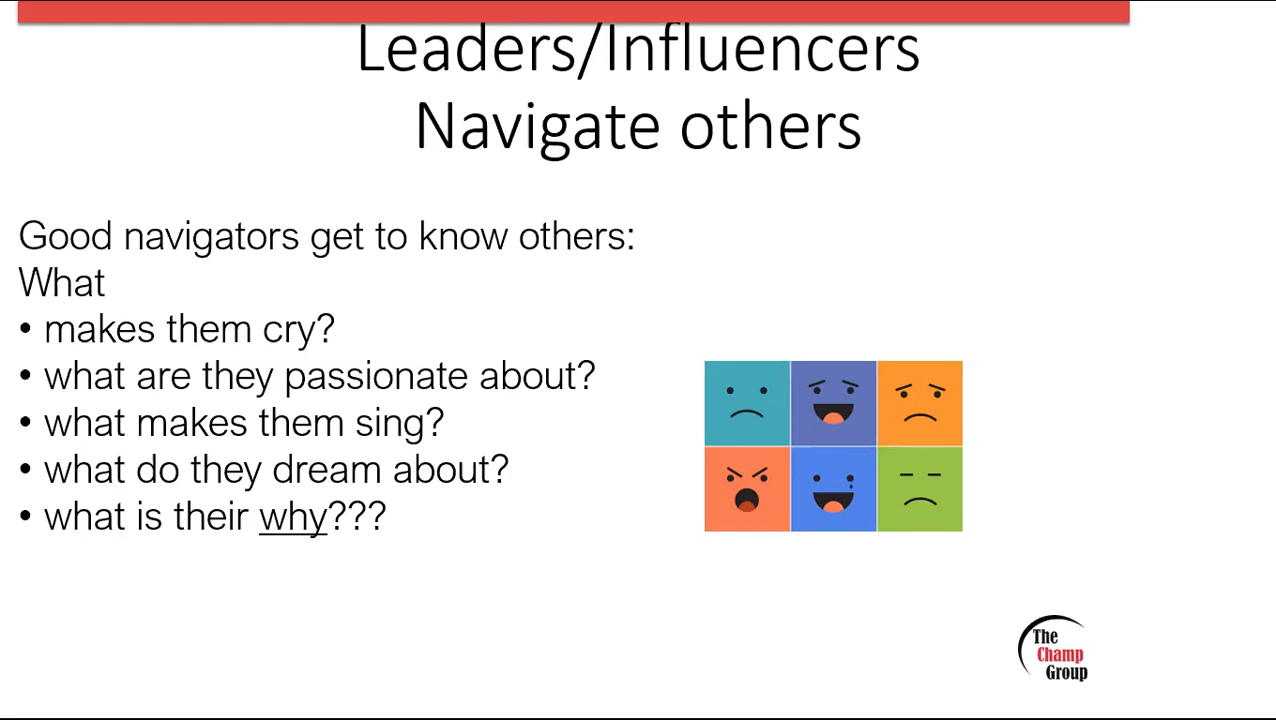 Leaders/Influencers
Navigate others
Good navigators get to know others:
What
• makes them cry?
• what are they passionate about?
• what makes them sing?
• what do they dream about?
• what is their why???
The
Champ
Group